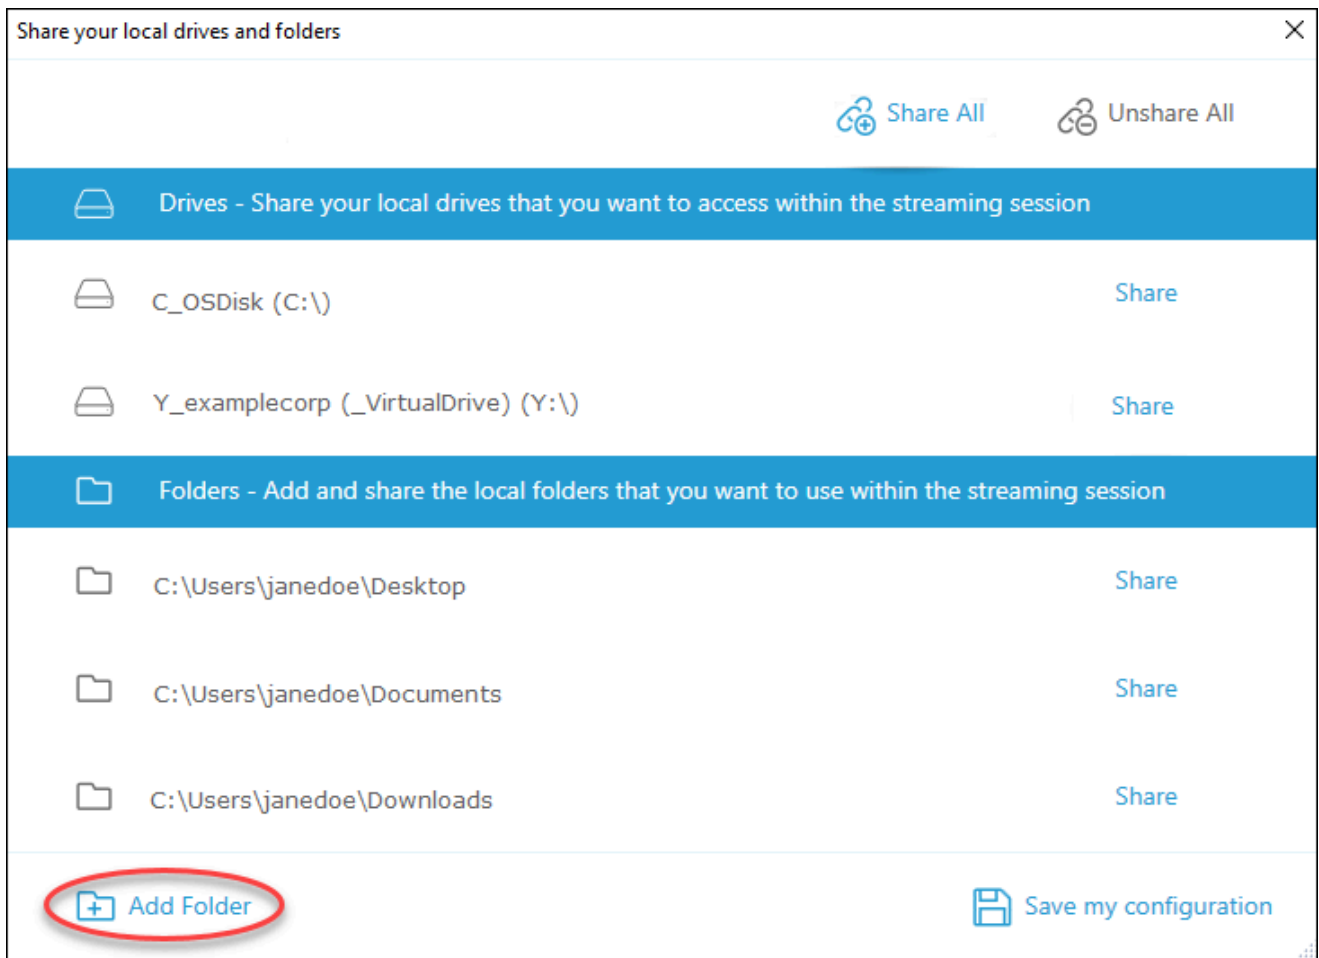 Share your local drives and folders
Share All
Unshare All
Drives - Share your local drives that you want to access within the streaming session
C_OSDisk (C:\)
Share
Y_examplecorp (_VirtualDrive) (Y:\)
Share
Folders - Add and share the local folders that you want to use within the streaming session
C:\Users\janedoe\Desktop
Share
C:\Users\janedoe\Documents
Share
C:\Users\janedoe\Downloads
Share
Add Folder
Save my configuration